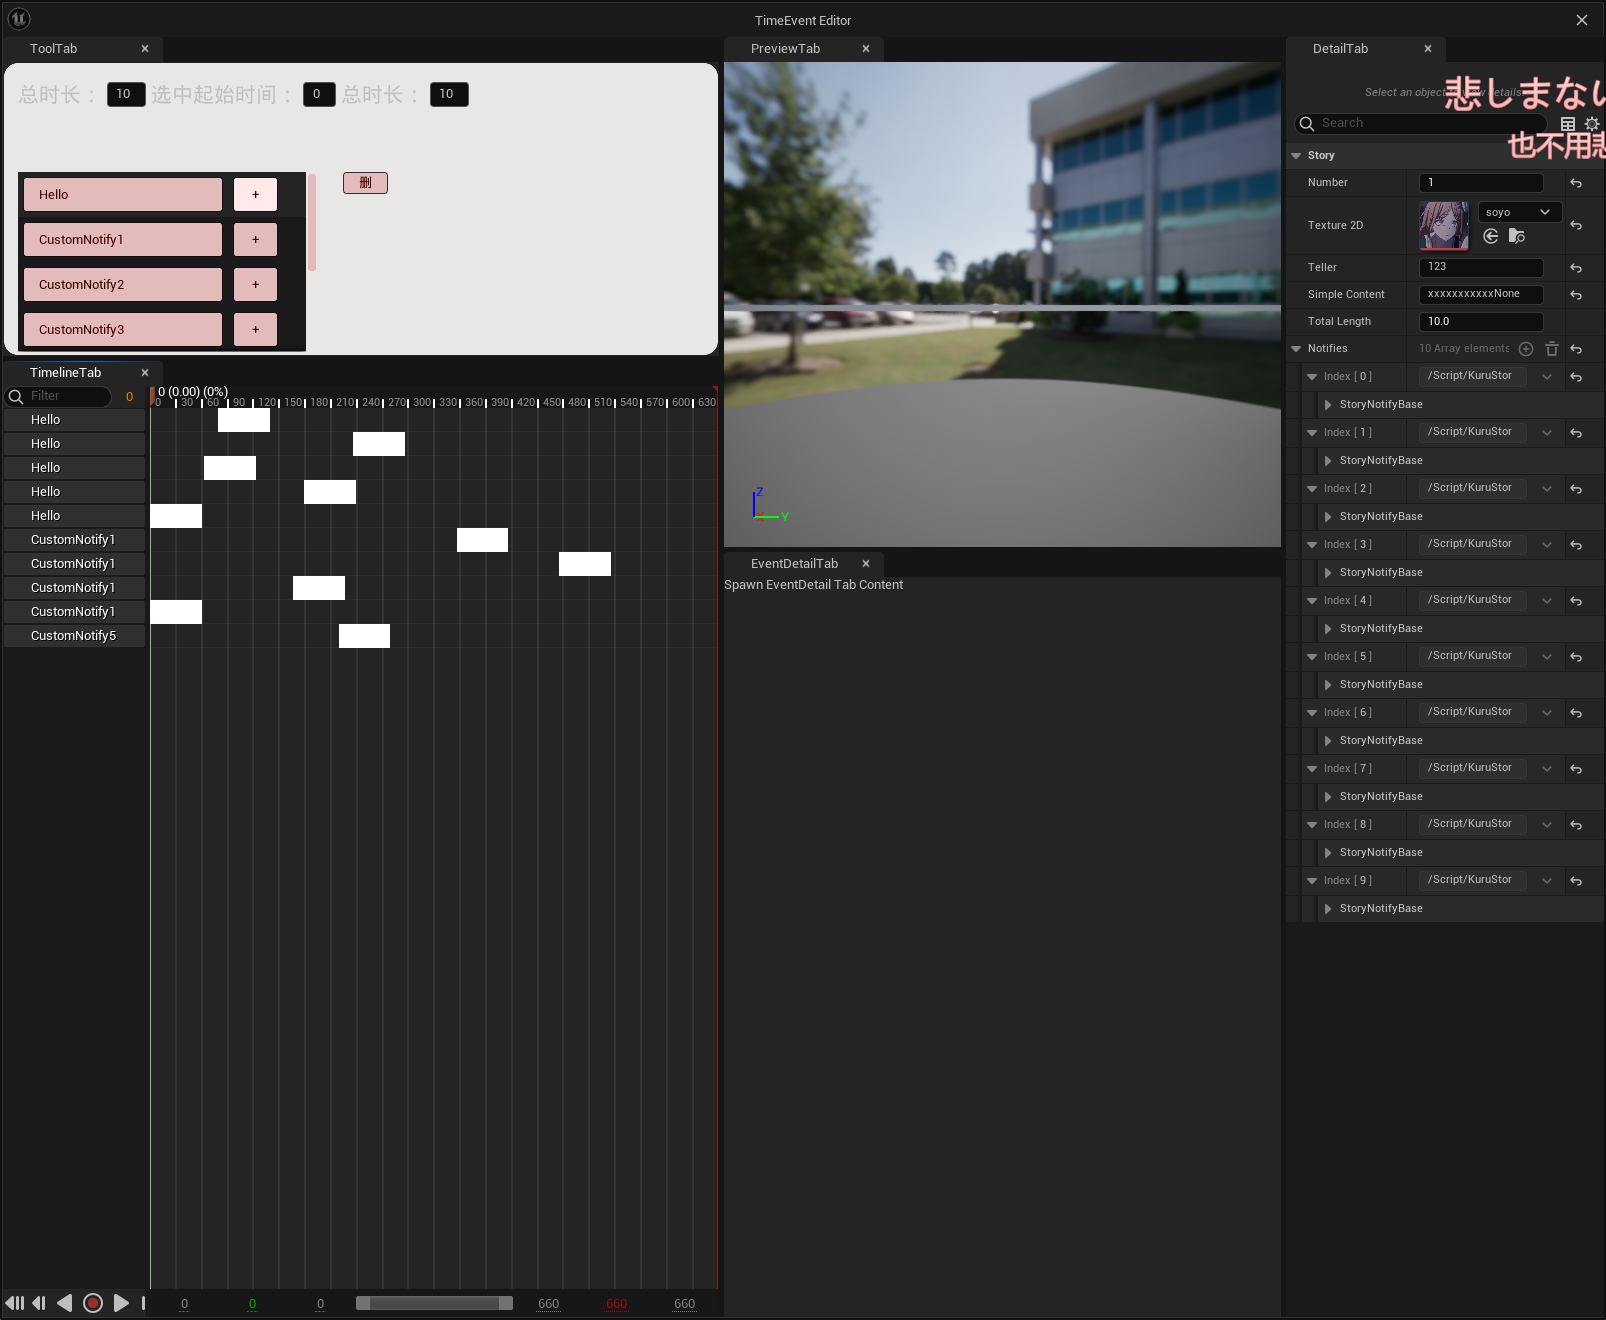 TimeEvent Editor
ToolTab
总时长： 10 选中起始时间： 0 总时长： 10
Hello +
删
CustomNotify1 +
CustomNotify2 +
CustomNotify3 +
TimelineTab
Filter 0
0 (0.00) (0%)
0 30 60 90 120 150 180 210 240 270 300 330 360 390 420 450 480 510 540 570 600 630
Hello
Hello
Hello
Hello
Hello
CustomNotify1
CustomNotify1
CustomNotify1
CustomNotify1
CustomNotify5
0 0 0 660 660 660
PreviewTab
Z
X Y
EventDetailTab
Spawn EventDetail Tab Content
DetailTab
Select an object to view details.
悲しまない
Search
也不用悲
Story
Number 1
Texture 2D soyo
Teller 123
Simple Content xxxxxxxxxxxNone
Total Length 10.0
Notifies 10 Array elements
Index [ 0 ] /Script/KuruStor
StoryNotifyBase
Index [ 1 ] /Script/KuruStor
StoryNotifyBase
Index [ 2 ] /Script/KuruStor
StoryNotifyBase
Index [ 3 ] /Script/KuruStor
StoryNotifyBase
Index [ 4 ] /Script/KuruStor
StoryNotifyBase
Index [ 5 ] /Script/KuruStor
StoryNotifyBase
Index [ 6 ] /Script/KuruStor
StoryNotifyBase
Index [ 7 ] /Script/KuruStor
StoryNotifyBase
Index [ 8 ] /Script/KuruStor
StoryNotifyBase
Index [ 9 ] /Script/KuruStor
StoryNotifyBase